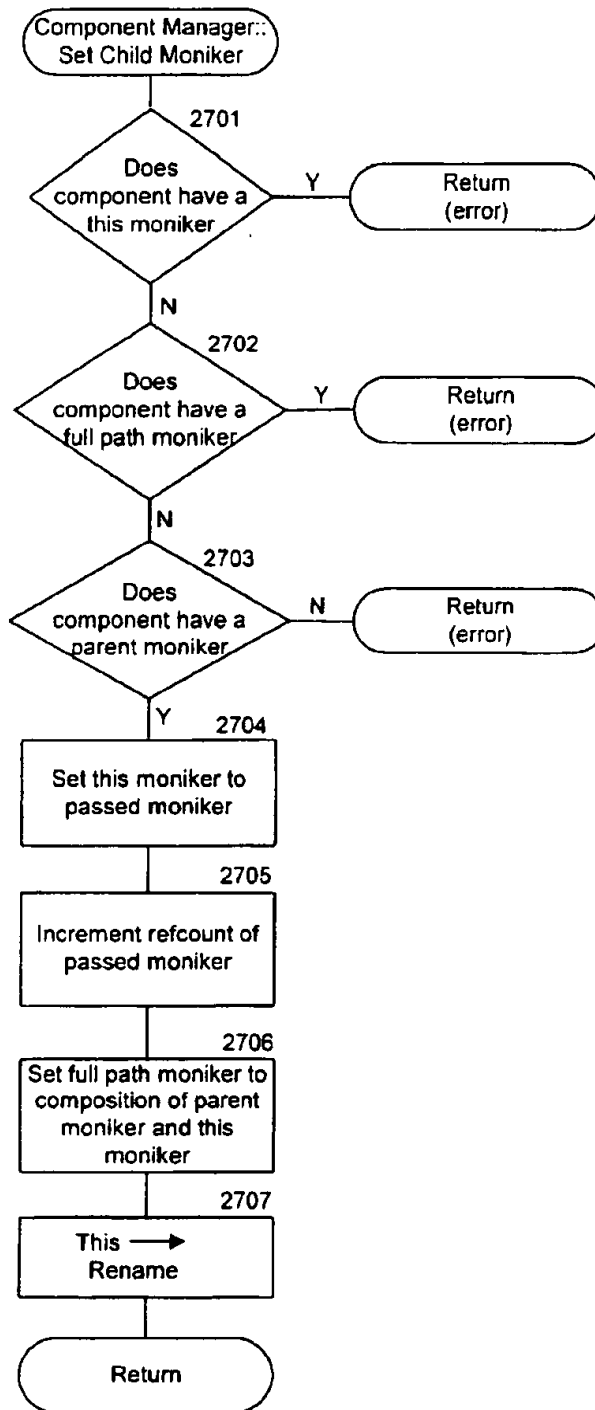 Component Manager::
Set Child Moniker
2701
Does
component have a
this moniker
Y
Return
(error)
N
2702
Does
component have a
full path moniker
Y
Return
(error)
N
2703
Does
component have a
parent moniker
N
Return
(error)
Y
2704
Set this moniker to
passed moniker
2705
Increment refcount of
passed moniker
2706
Set full path moniker to
composition of parent
moniker and this
moniker
2707
This →
Rename
Return